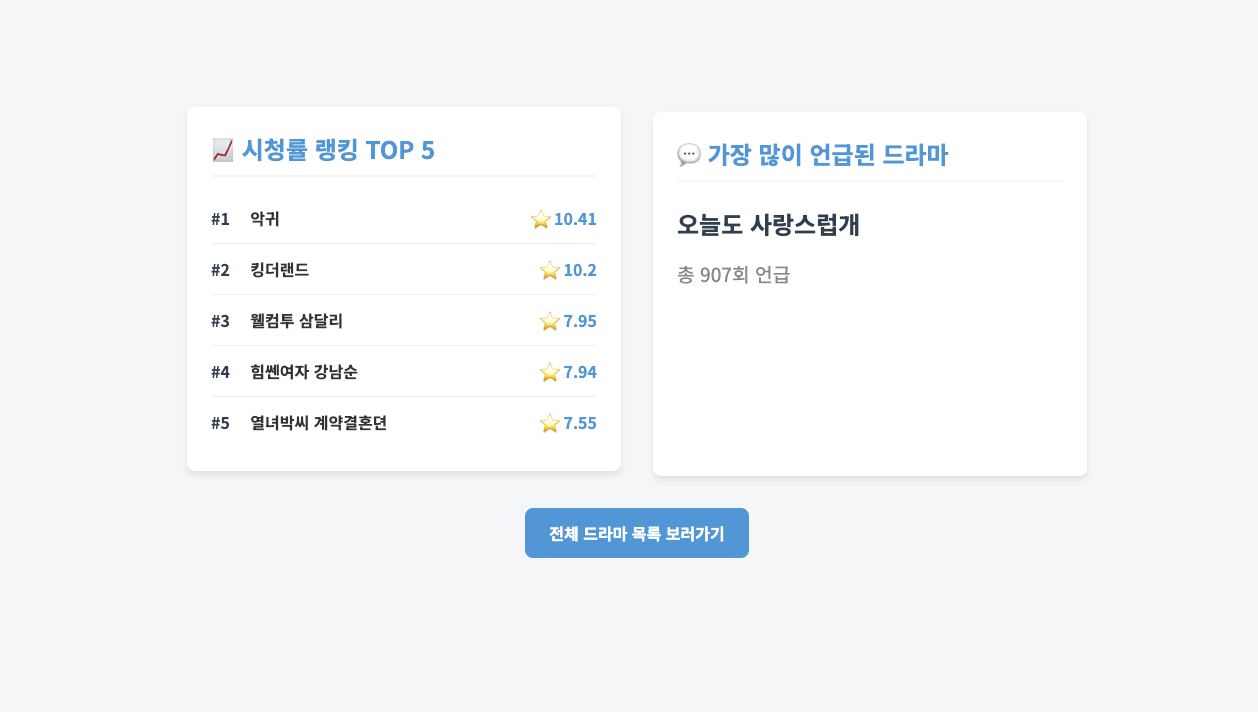 📈 시청률 랭킹 TOP 5
#1 악귀 ⭐ 10.41
#2 킹더랜드 ⭐ 10.2
#3 웰컴투 삼달리 ⭐ 7.95
#4 힘쎈여자 강남순 ⭐ 7.94
#5 열녀박씨 계약결혼뎐 ⭐ 7.55
💬 가장 많이 언급된 드라마
오늘도 사랑스럽개
총 907회 언급
전체 드라마 목록 보러가기